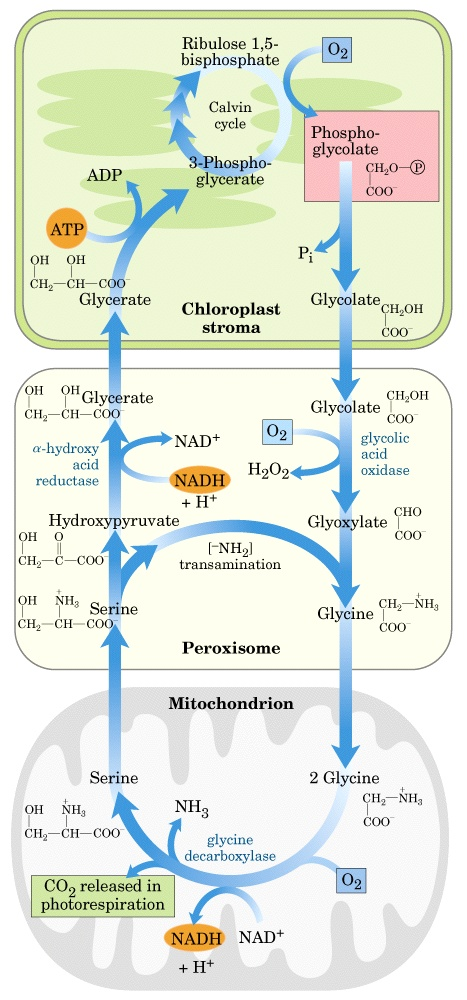 Ribulose 1,5-
bisphosphate
O2
Calvin
cycle
Phospho-
glycolate
CH2O—P
COO−
3-Phospho-
glycerate
ADP
ATP
Pi
OH OH
CH2—CH—COO−
Glycerate
Glycolate
CH2OH
COO−
Chloroplast
stroma
OH OH
CH2—CH—COO−
Glycerate
Glycolate
CH2OH
COO−
O2
α-hydroxy
acid
reductase
NAD+
glycolic
acid
oxidase
H2O2
NADH
+ H+
Hydroxypyruvate
Glyoxylate
CHO
COO−
OH O
CH2—C—COO−
[−NH2]
transamination
OH +NH3
CH2—CH—COO−
Serine
Glycine
CH2—+NH3
COO−
Peroxisome
Mitochondrion
Serine
2 Glycine
CH2—+NH3
COO−
OH +NH3
CH2—CH—COO−
NH3
glycine
decarboxylase
CO2 released in
photorespiration
O2
NADH
NAD+
+ H+